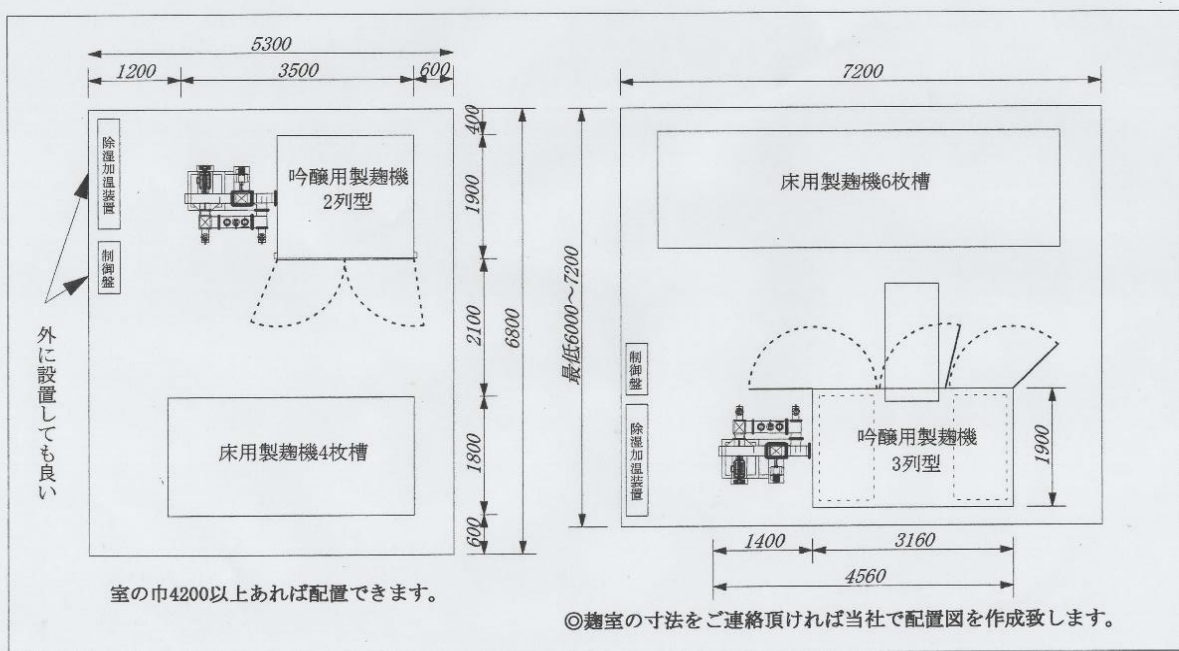 5300
1200
3500
600
400
除湿加温装置
吟醸用製麹機
2列型
1900
制御盤
2100
6800
外に設置しても良い
床用製麹機4枚槽
1800
600
室の巾4200以上あれば配置できます。
7200
床用製麹機6枚槽
最低6000～7200
制御盤
除湿加温装置
吟醸用製麹機
3列型
1900
1400
3160
4560
◎麹室の寸法をご連絡頂ければ当社で配置図を作成致します。